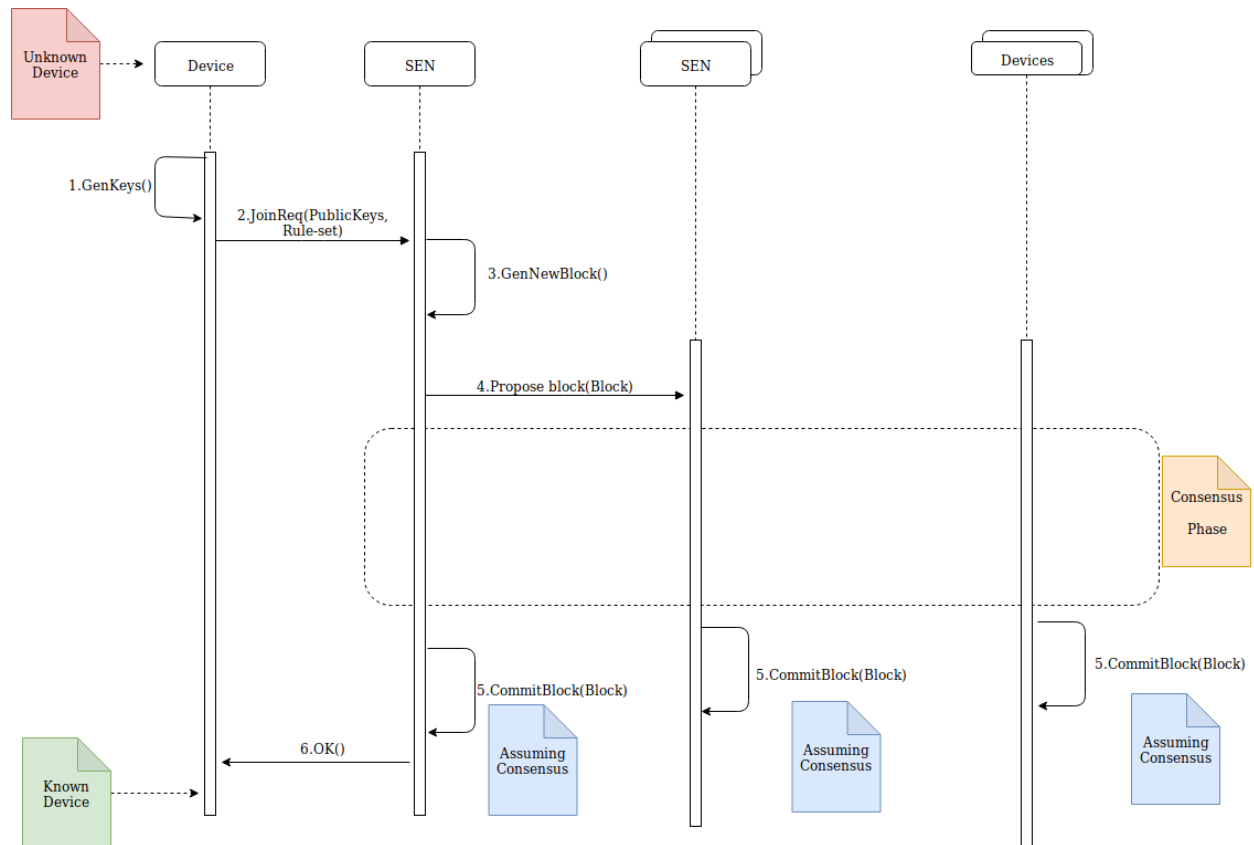 Unknown
Device
Device
SEN
SEN
Devices
1.GenKeys()
2.JoinReq(PublicKeys,
Rule-set)
3.GenNewBlock()
4.Propose block(Block)
Consensus
Phase
5.CommitBlock(Block)
5.CommitBlock(Block)
5.CommitBlock(Block)
Assuming
Consensus
Assuming
Consensus
Assuming
Consensus
6.OK()
Known
Device